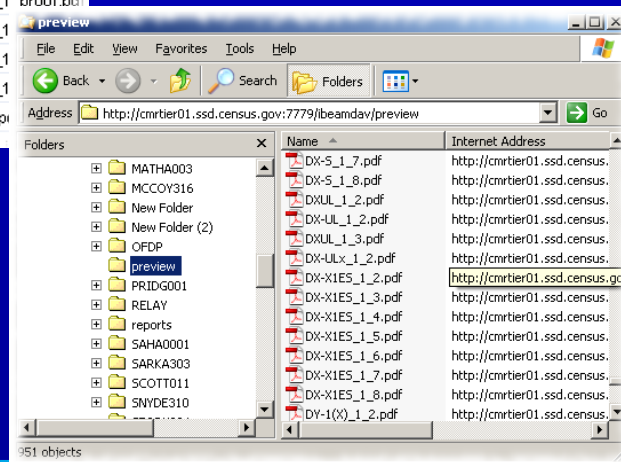 proof.pdf
preview
File Edit View Favorites Tools Help
Back Search Folders
Address http://cmrtier01.ssd.census.gov:7779/ibeamdav/preview Go
Folders x
MATHA003
MCCOY316
New Folder
New Folder (2)
OFDP
preview
PRIDG001
RELAY
reports
SAHA0001
SARKA303
SCOTT011
SNYDE310
Name Internet Address
DX-S_1_7.pdf http://cmrtier01.ssd.census.
DX-S_1_8.pdf http://cmrtier01.ssd.census.
DXUL_1_2.pdf http://cmrtier01.ssd.census.
DX-UL_1_2.pdf http://cmrtier01.ssd.census.
DXUL_1_3.pdf http://cmrtier01.ssd.census.
DX-ULx_1_2.pdf http://cmrtier01.ssd.census.
DX-X1ES_1_2.pdf http://cmrtier01.ssd.census.go
DX-X1ES_1_3.pdf http://cmrtier01.ssd.census.
DX-X1ES_1_4.pdf http://cmrtier01.ssd.census.
DX-X1ES_1_5.pdf http://cmrtier01.ssd.census.
DX-X1ES_1_6.pdf http://cmrtier01.ssd.census.
DX-X1ES_1_7.pdf http://cmrtier01.ssd.census.
DX-X1ES_1_8.pdf http://cmrtier01.ssd.census.
DY-1(X)_1_2.pdf http://cmrtier01.ssd.census.
951 objects